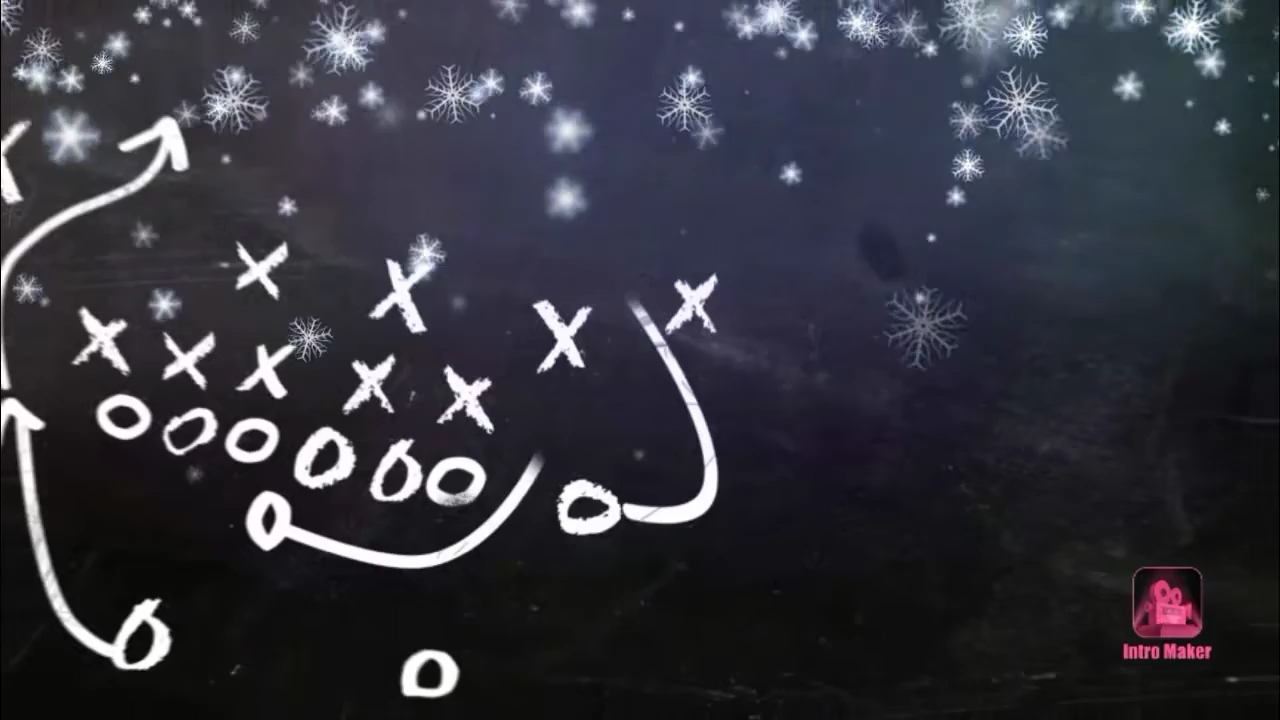 X
X X
X X
X X X X X
O O O O O O
O O
O
O
Intro Maker